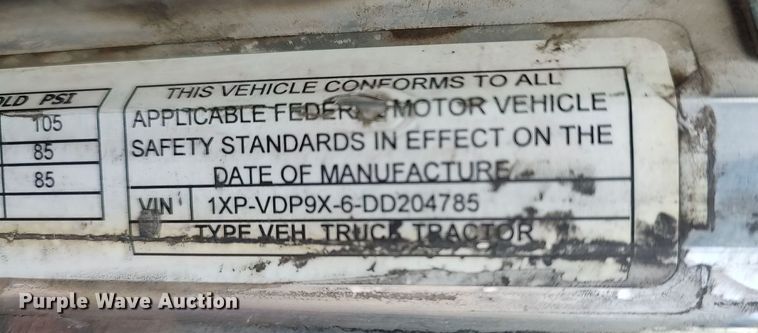 OLD PSI
105
85
85
THIS VEHICLE CONFORMS TO ALL
APPLICABLE FEDERAL MOTOR VEHICLE
SAFETY STANDARDS IN EFFECT ON THE
DATE OF MANUFACTURE
VIN 1XP-VDP9X-6-DD204785
TYPE VEH. TRUCK TRACTOR
Purple Wave Auction